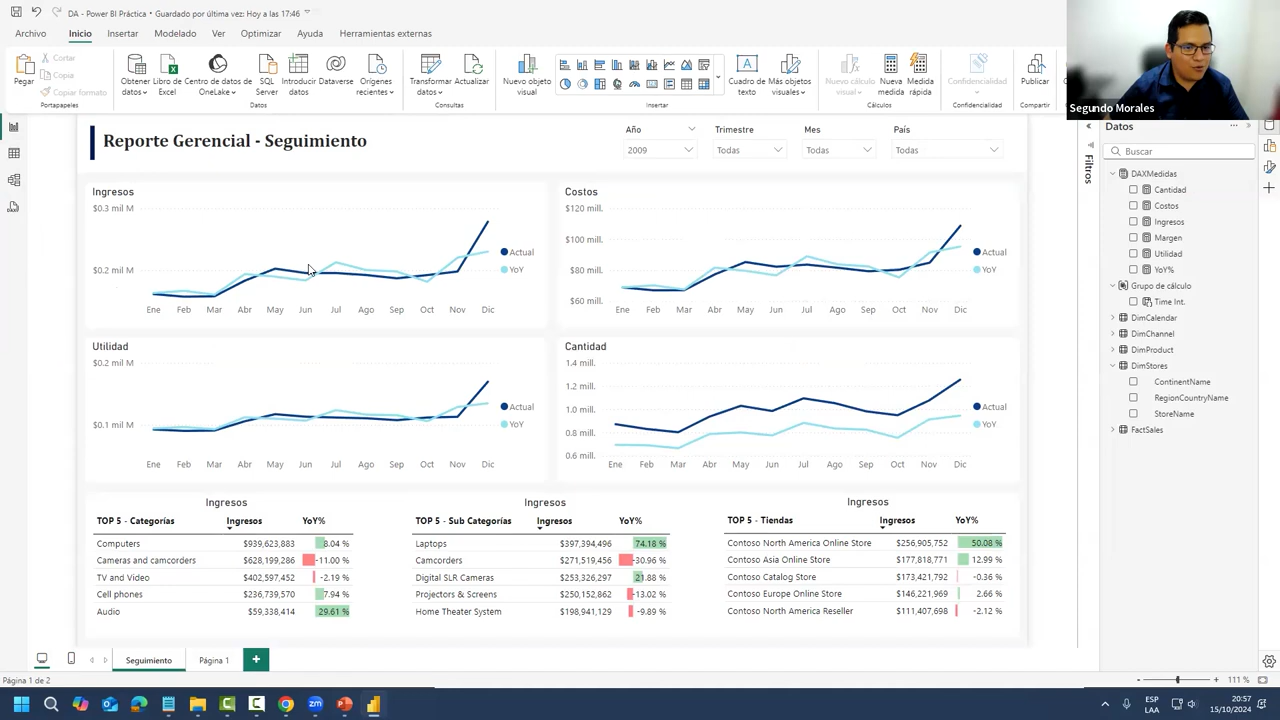 DA - Power BI Práctica • Guardado por última vez: Hoy a las 17:46
Archivo Inicio Insertar Modelado Ver Optimizar Ayuda Herramientas externas
Pegar
Cortar
Copia
Copiar formato
Portapapeles
Obtener datos
Libro de Excel
Centro de datos de OneLake
SQL Server
Introducir datos
Dataverse
Orígenes recientes
Datos
Transformar datos
Actualizar
Consultas
Nuevo objeto visual
Cuadro de texto
Más objetos visuales
Insertar
Nuevo cálculo visual
Nueva medida
Medida rápida
Cálculos
Confidencialidad
Confidencialidad
Publicar
Compartir
Segundo Morales
Reporte Gerencial - Seguimiento
Año
2009
Trimestre
Todas
Mes
Todas
País
Todas
Ingresos
$0.3 mil M
$0.2 mil M
Ene Feb Mar Abr May Jun Jul Ago Sep Oct Nov Dic
Actual
YoY
Costos
$120 mill.
$100 mill.
$80 mill.
$60 mill.
Ene Feb Mar Abr May Jun Jul Ago Sep Oct Nov Dic
Actual
YoY
Utilidad
$0.2 mil M
$0.1 mil M
Ene Feb Mar Abr May Jun Jul Ago Sep Oct Nov Dic
Actual
YoY
Cantidad
1.4 mill.
1.2 mill.
1.0 mill.
0.8 mill.
0.6 mill.
Ene Feb Mar Abr May Jun Jul Ago Sep Oct Nov Dic
Actual
YoY
Ingresos
TOP 5 - Categorías Ingresos YoY%
Computers $939,623,883 8.04 %
Cameras and camcorders $628,199,286 -11.00 %
TV and Video $402,597,452 -2.19 %
Cell phones $236,739,570 7.94 %
Audio $59,338,414 29.61 %
Ingresos
TOP 5 - Sub Categorías Ingresos YoY%
Laptops $397,394,496 74.18 %
Camcorders $271,519,456 -30.96 %
Digital SLR Cameras $253,326,297 21.88 %
Projectors & Screens $250,152,862 -13.02 %
Home Theater System $198,941,129 -9.89 %
Ingresos
TOP 5 - Tiendas Ingresos YoY%
Contoso North America Online Store $256,905,752 50.08 %
Contoso Asia Online Store $177,818,771 12.99 %
Contoso Catalog Store $173,421,792 -0.36 %
Contoso Europe Online Store $146,221,969 2.66 %
Contoso North America Reseller $111,407,698 -2.12 %
Filtros
Datos
Buscar
DAXMedidas
Cantidad
Costos
Ingresos
Margen
Utilidad
YoY%
Grupo de cálculo
Time Int.
DimCalendar
DimChannel
DimProduct
DimStores
ContinentName
RegionCountryName
StoreName
FactSales
Seguimiento Página 1
Página 1 de 2
111 %
ESP
LAA
20:57
15/10/2024